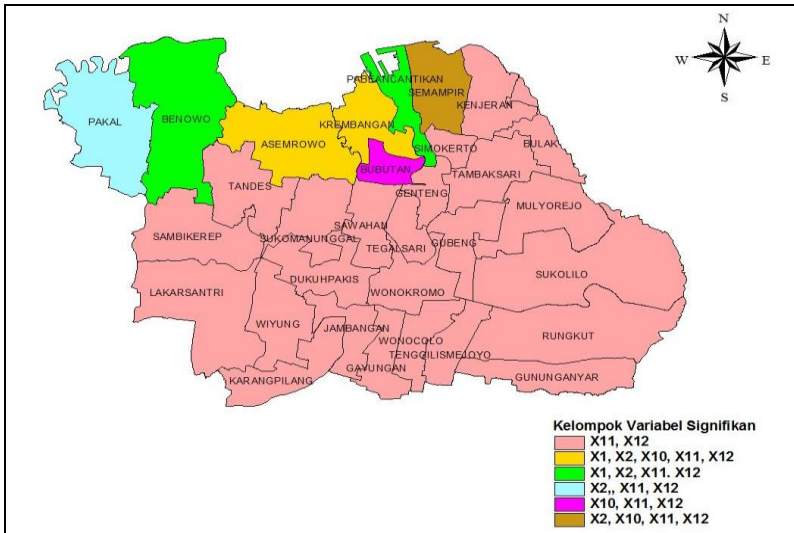 N
W E
S
PABEANCANTIKAN
SEMAMPIR
KENJERAN
PAKAL
BENOWO
KREMBANGAN
ASEMROWO
SIMOKERTO
BULAK
BUBUTAN
TAMBAKSARI
TANDES
GENTENG
MULYOREJO
SAWAHAN
SAMBIKEREP
SUKOMANUNGGAL
GUBENG
TEGALSARI
SUKOLILO
DUKUHPAKIS
LAKARSANTRI
WONOKROMO
WIYUNG
JAMBANGAN
RUNGKUT
WONOCOLO
TENGGILISMEJOYO
GAYUNGAN
KARANGPILANG
GUNUNGANYAR
Kelompok Variabel Signifikan
X11, X12
X1, X2, X10, X11, X12
X1, X2, X11. X12
X2,, X11, X12
X10, X11, X12
X2, X10, X11, X12